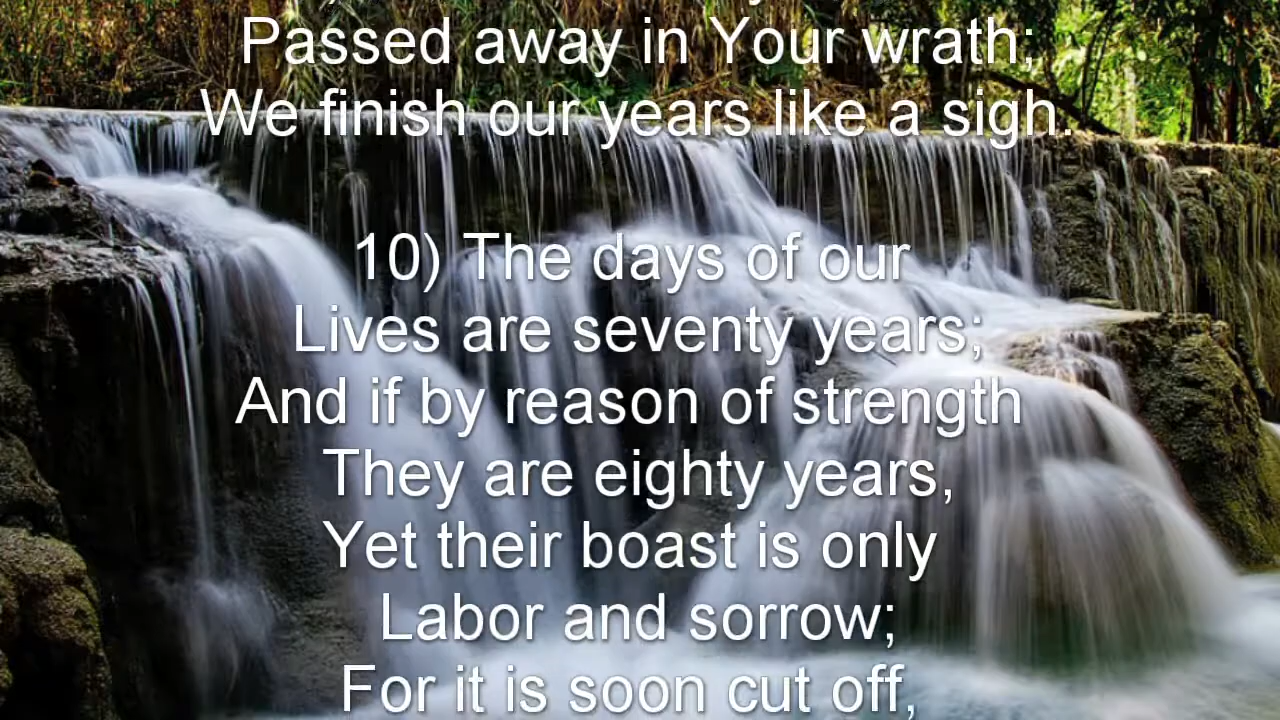 Passed away in Your wrath;
We finish our years like a sigh.
10) The days of our
Lives are seventy years;
And if by reason of strength
They are eighty years,
Yet their boast is only
Labor and sorrow;
For it is soon cut off,